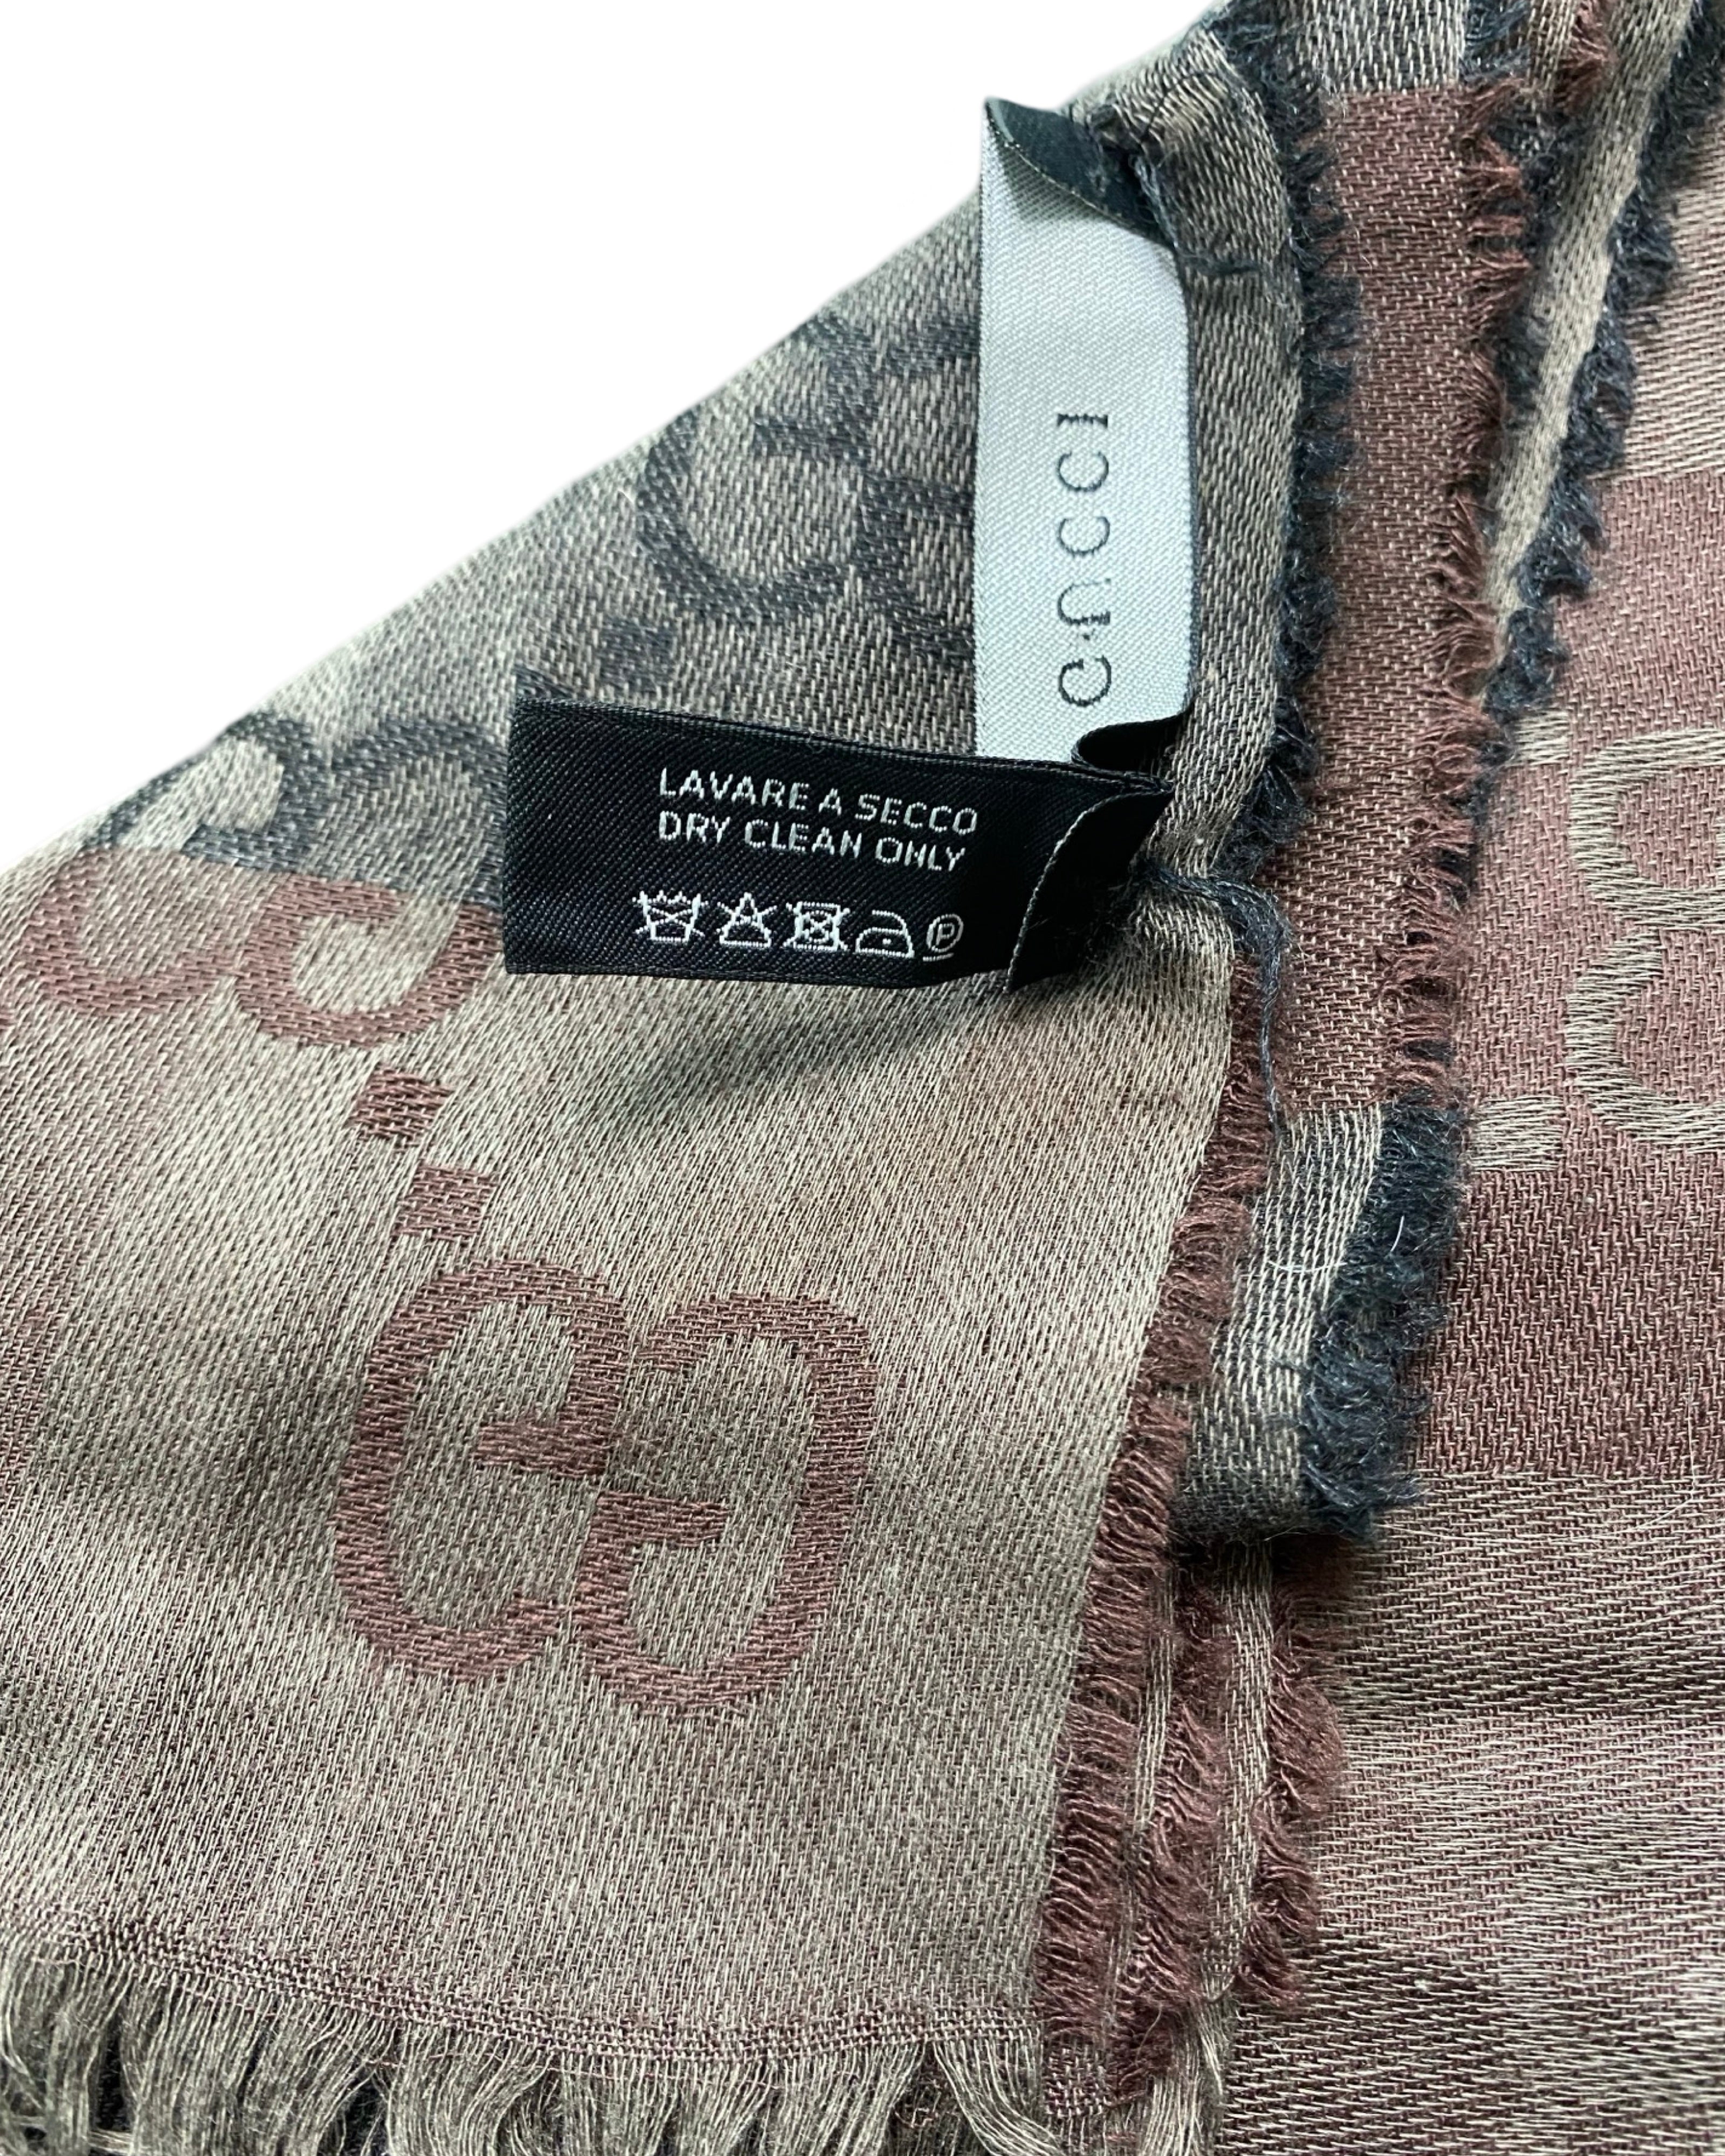 GUCCI
LAVARE A SECCO
DRY CLEAN ONLY
P